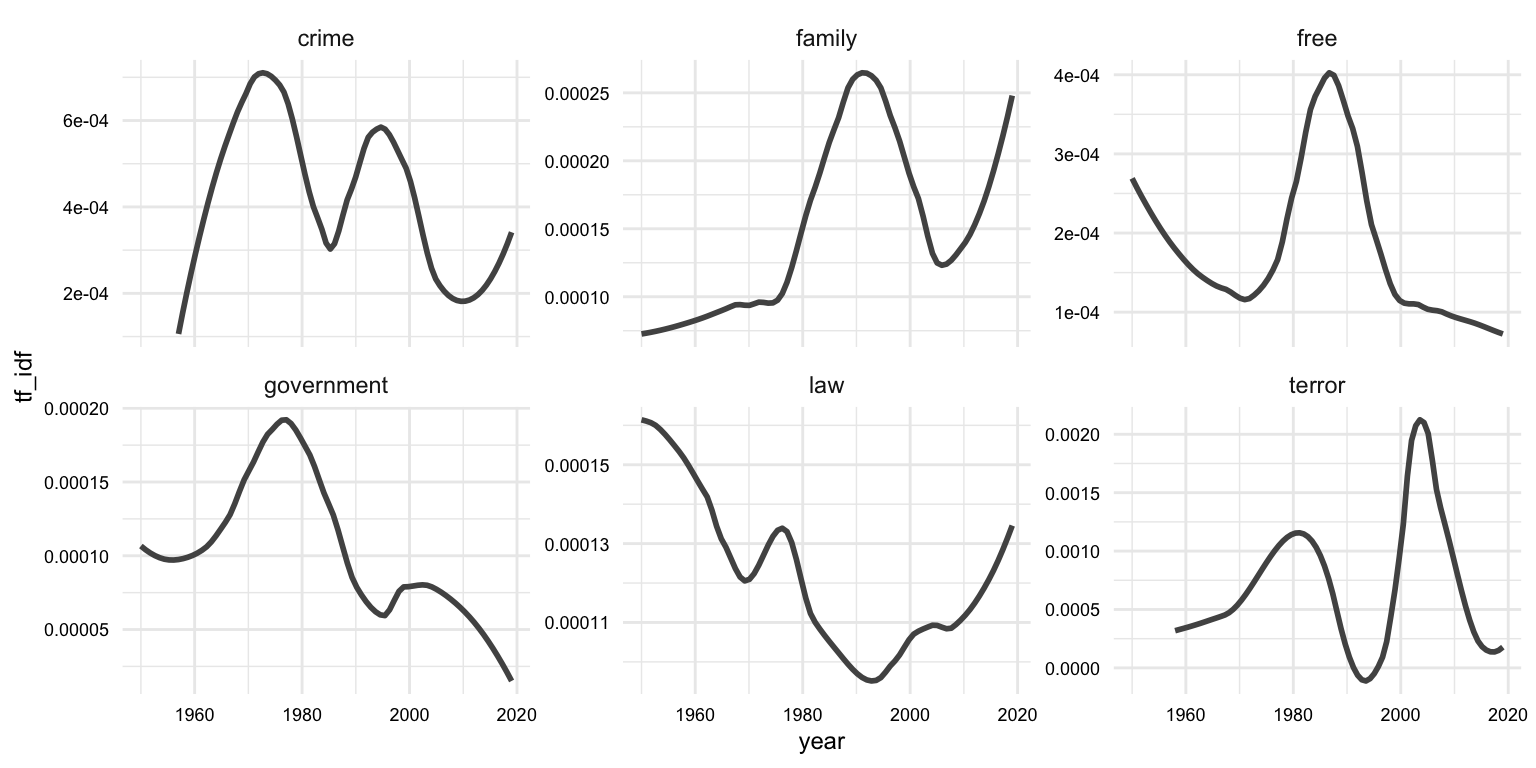 crime
family
free
6e-04
4e-04
2e-04
0.00025
0.00020
0.00015
0.00010
4e-04
3e-04
2e-04
1e-04
tf_idf
government
law
terror
0.00020
0.00015
0.00010
0.00005
0.00015
0.00013
0.00011
0.0020
0.0015
0.0010
0.0005
0.0000
1960 1980 2000 2020
1960 1980 2000 2020
1960 1980 2000 2020
year